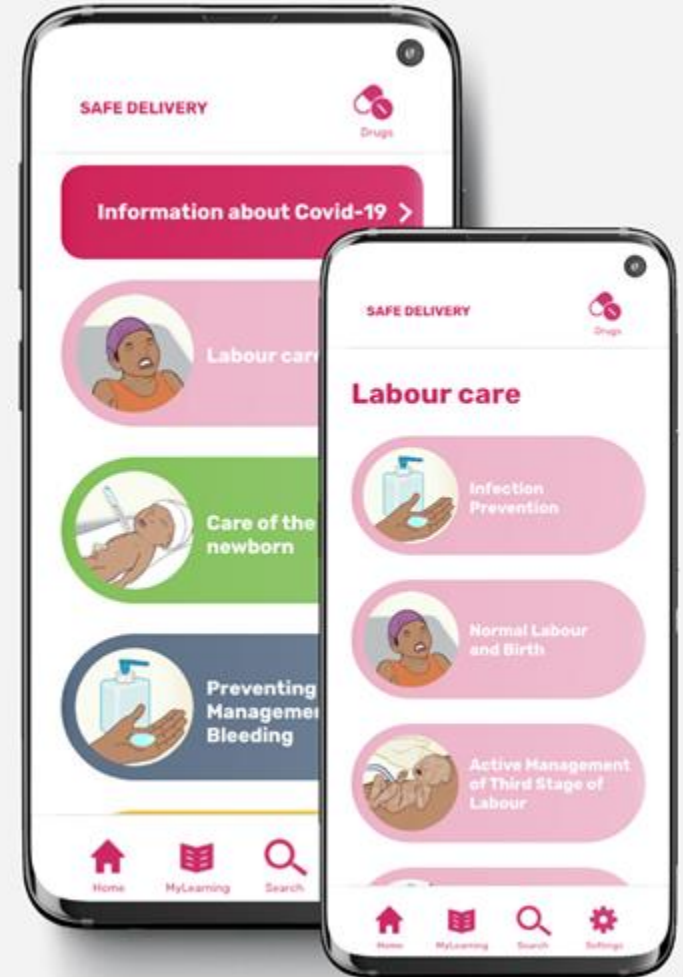 SAFE DELIVERY
Drugs
Information about Covid-19
Labour care
Care of the
newborn
Preventing
Bleeding
Home
MyLearning
Search
SAFE DELIVERY
Drugs
Labour care
Infection
Prevention
Normal Labour
and Birth
Active Management
of Third Stage of
Labour
Home
MyLearning
Search
Settings